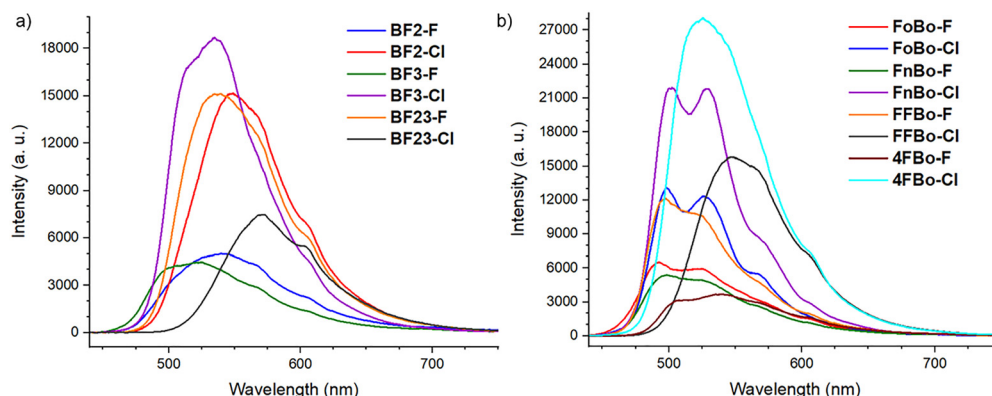 a)
BF2-F
BF2-Cl
BF3-F
BF3-Cl
BF23-F
BF23-Cl
18000
15000
12000
9000
6000
3000
0
Intensity (a. u.)
500
600
700
Wavelength (nm)
b)
FoBo-F
FoBo-Cl
FnBo-F
FnBo-Cl
FFBo-F
FFBo-Cl
4FBo-F
4FBo-Cl
27000
24000
21000
18000
15000
12000
9000
6000
3000
0
Intensity (a. u.)
500
600
700
Wavelength (nm)